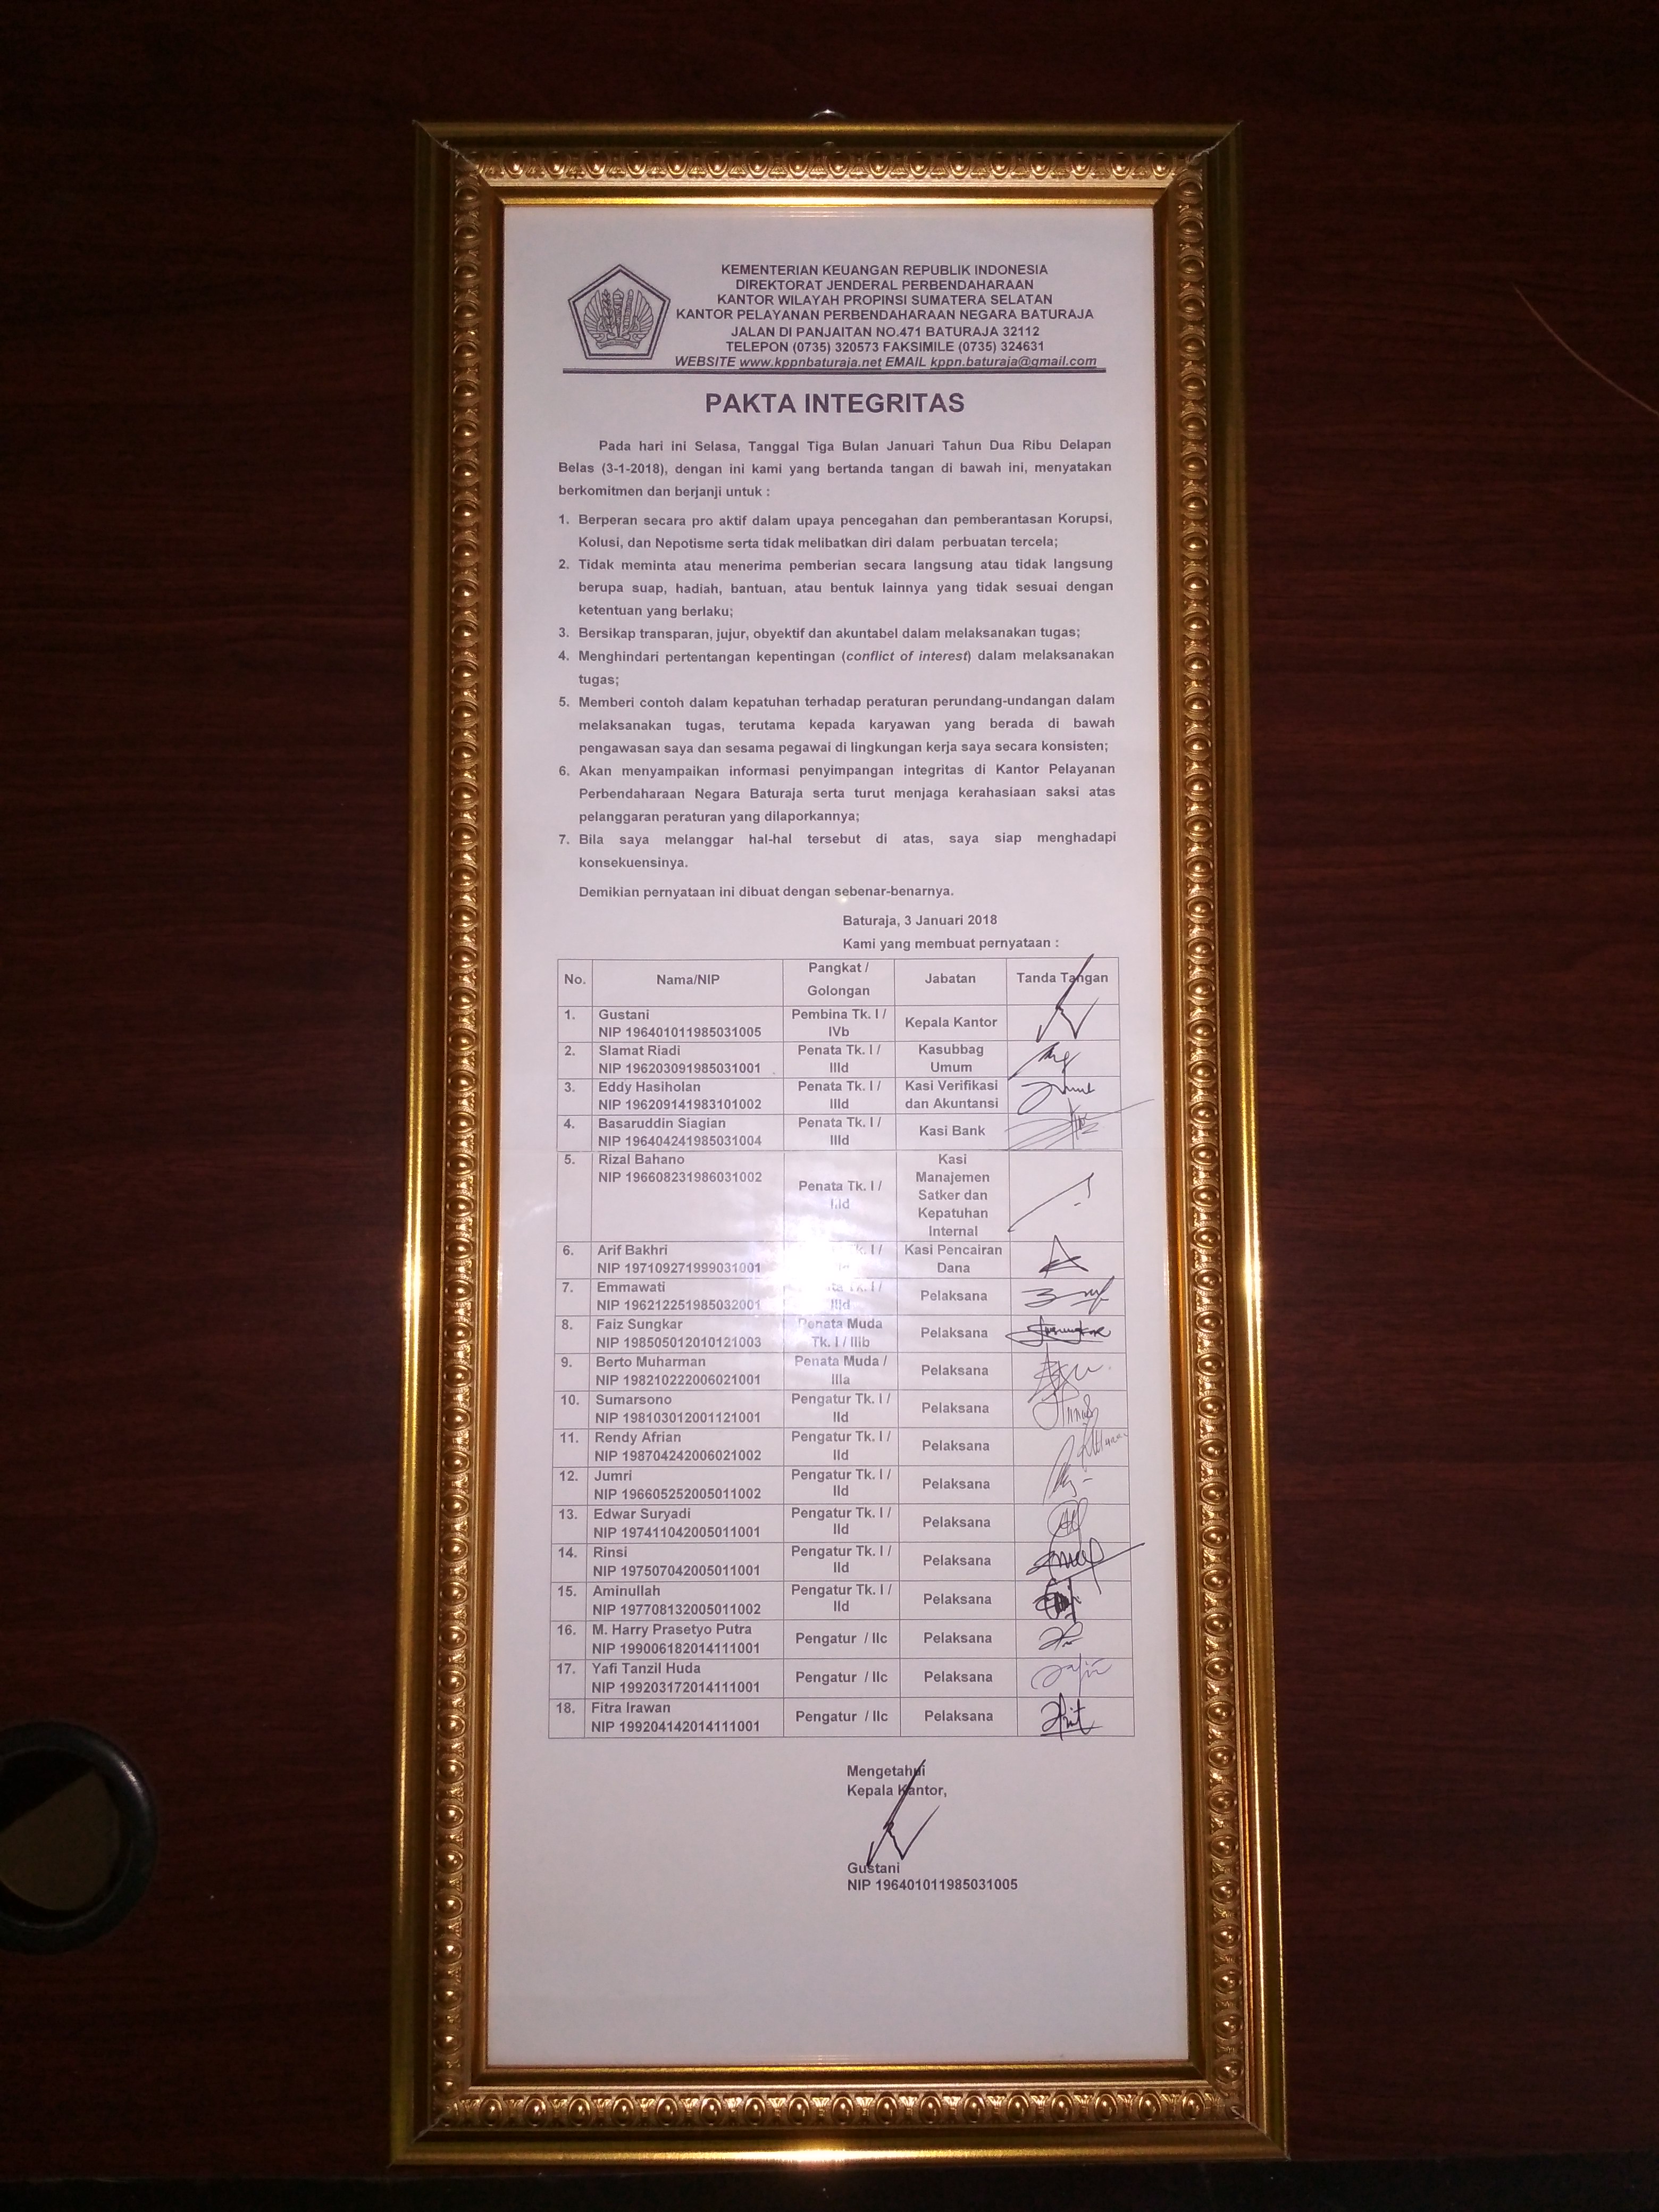 KEMENTERIAN KEUANGAN REPUBLIK INDONESIA
DIREKTORAT JENDERAL PERBENDAHARAAN
KANTOR WILAYAH PROPINSI SUMATERA SELATAN
KANTOR PELAYANAN PERBENDAHARAAN NEGARA BATURAJA
JALAN DI PANJAITAN NO.471 BATURAJA 32112
TELEPON (0735) 320573 FAKSIMILE (0735) 324631
WEBSITE www.kppnbaturaja.net EMAIL kppn.baturaja@gmail.com
PAKTA INTEGRITAS
Pada hari ini Selasa, Tanggal Tiga Bulan Januari Tahun Dua Ribu Delapan
Belas (3-1-2018), dengan ini kami yang bertanda tangan di bawah ini, menyatakan
berkomitmen dan berjanji untuk :
1. Berperan secara pro aktif dalam upaya pencegahan dan pemberantasan Korupsi,
Kolusi, dan Nepotisme serta tidak melibatkan diri dalam perbuatan tercela;
2. Tidak meminta atau menerima pemberian secara langsung atau tidak langsung
berupa suap, hadiah, bantuan, atau bentuk lainnya yang tidak sesuai dengan
ketentuan yang berlaku;
3. Bersikap transparan, jujur, obyektif dan akuntabel dalam melaksanakan tugas;
4. Menghindari pertentangan kepentingan (conflict of interest) dalam melaksanakan
tugas;
5. Memberi contoh dalam kepatuhan terhadap peraturan perundang-undangan dalam
melaksanakan tugas, terutama kepada karyawan yang berada di bawah
pengawasan saya dan sesama pegawai di lingkungan kerja saya secara konsisten;
6. Akan menyampaikan informasi penyimpangan integritas di Kantor Pelayanan
Perbendaharaan Negara Baturaja serta turut menjaga kerahasiaan saksi atas
pelanggaran peraturan yang dilaporkannya;
7. Bila saya melanggar hal-hal tersebut di atas, saya siap menghadapi
konsekuensinya.
Demikian pernyataan ini dibuat dengan sebenar-benarnya.
Baturaja, 3 Januari 2018
Kami yang membuat pernyataan :
No. Nama/NIP Pangkat / Golongan Jabatan Tanda Tangan
1. Gustani Pembina Tk. I / Kepala Kantor
NIP 196401011985031005 IVb
2. Slamat Riadi Penata Tk. I / Kasubbag
NIP 196203091985031001 IIId Umum
3. Eddy Hasiholan Penata Tk. I / Kasi Verifikasi
NIP 196209141983101002 IIId dan Akuntansi
4. Basaruddin Siagian Penata Tk. I / Kasi Bank
NIP 196404241985031004 IIId
5. Rizal Bahano Kasi
NIP 196608231986031002 Manajemen
Penata Tk. I / Satker dan
IIId Kepatuhan
Internal
6. Arif Bakhri Kasi Pencairan
NIP 197109271999031001 Dana
7. Emmawati Tk. I / Pelaksana
NIP 196212251985032001 IIId
8. Faiz Sungkar Penata Muda Pelaksana
NIP 198505012010121003 Tk. I / IIIb
9. Berto Muharman Penata Muda / Pelaksana
NIP 198210222006021001 IIIa
10. Sumarsono Pengatur Tk. I / Pelaksana
NIP 198103012001121001 IId
11. Rendy Afrian Pengatur Tk. I / Pelaksana
NIP 198704242006021002 IId
12. Jumri Pengatur Tk. I / Pelaksana
NIP 196605252005011002 IId
13. Edwar Suryadi Pengatur Tk. I / Pelaksana
NIP 197411042005011001 IId
14. Rinsi Pengatur Tk. I / Pelaksana
NIP 197507042005011001 IId
15. Aminullah Pengatur Tk. I / Pelaksana
NIP 197708132005011002 IId
16. M. Harry Prasetyo Putra Pengatur / IIc Pelaksana
NIP 199006182014111001
17. Yafi Tanzil Huda Pengatur / IIc Pelaksana
NIP 199203172014111001
18. Fitra Irawan Pengatur / IIc Pelaksana
NIP 199204142014111001
Mengetahui
Kepala Kantor,
Gustani
NIP 196401011985031005